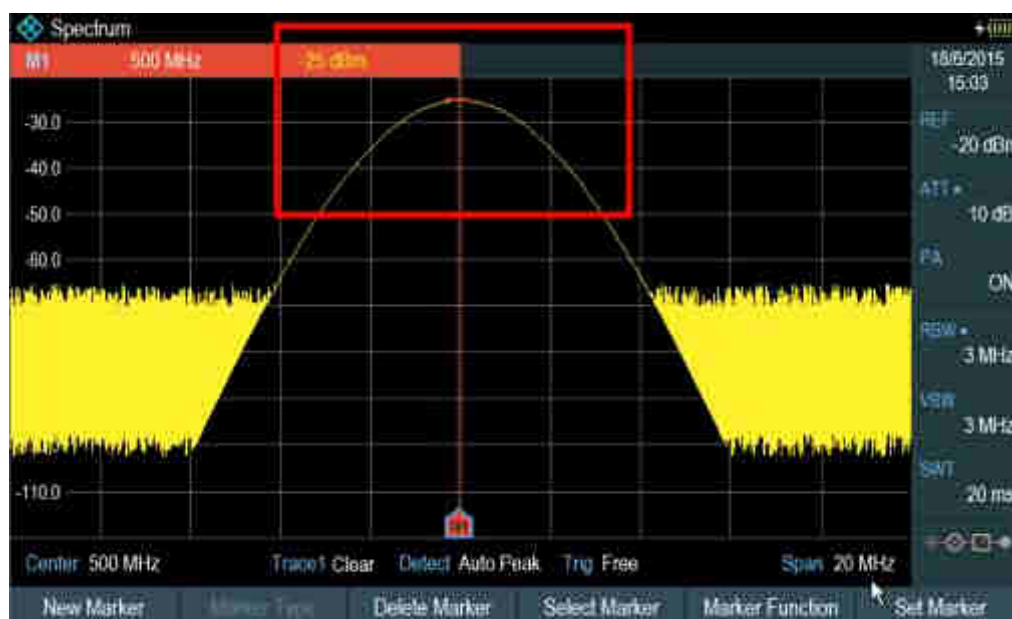 Spectrum
M1 500 MHz -25 dBm
18/6/2015
15:03
-30.0
-40.0
-50.0
-60.0
-110.0
REF
-20 dBm
ATT
10 dB
PA
ON
RBW
3 MHz
VBW
3 MHz
SWT
20 ms
Center 500 MHz Trace1 Clear Detect Auto Peak Trig Free Span 20 MHz
New Marker Marker Type Delete Marker Select Marker Marker Function Set Marker